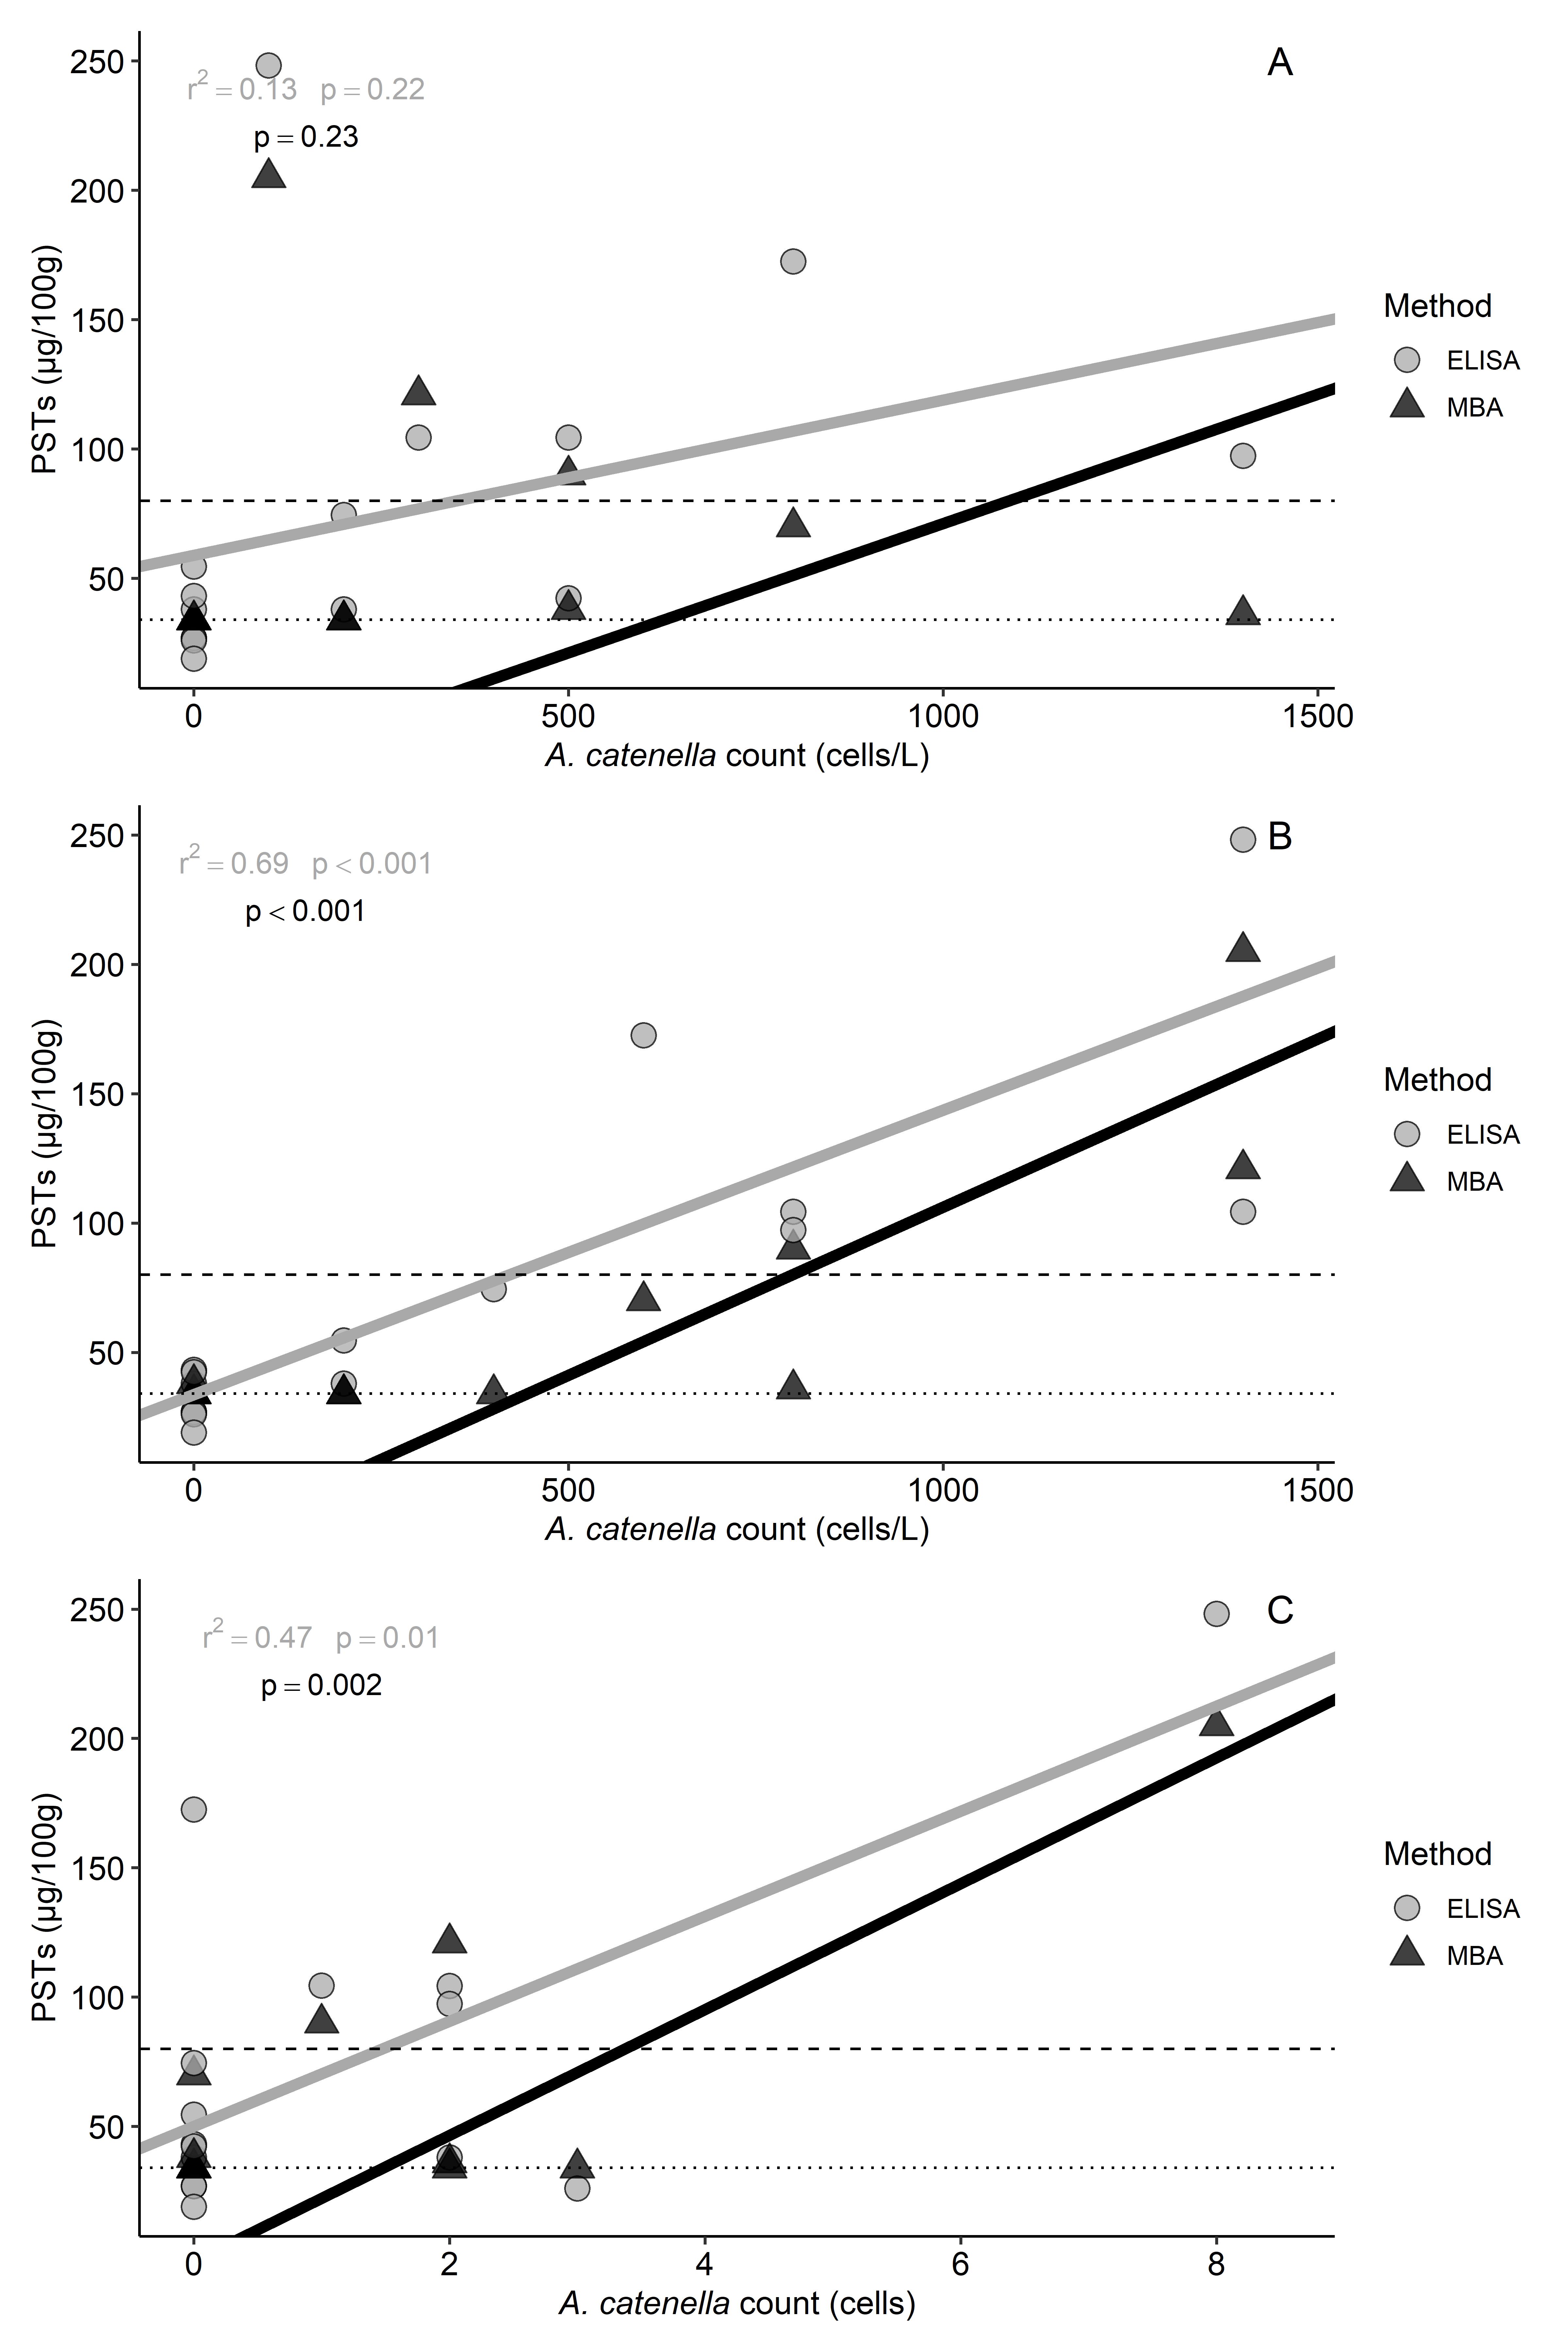 A
250
r² = 0.13 p = 0.22
p = 0.23
200
150
100
50
PSTs (µg/100g)
0 500 1000 1500
A. catenella count (cells/L)
Method
ELISA
MBA
B
250
r² = 0.69 p < 0.001
p < 0.001
200
150
100
50
PSTs (µg/100g)
0 500 1000 1500
A. catenella count (cells/L)
Method
ELISA
MBA
C
250
r² = 0.47 p = 0.01
p = 0.002
200
150
100
50
PSTs (µg/100g)
0 2 4 6 8
A. catenella count (cells)
Method
ELISA
MBA